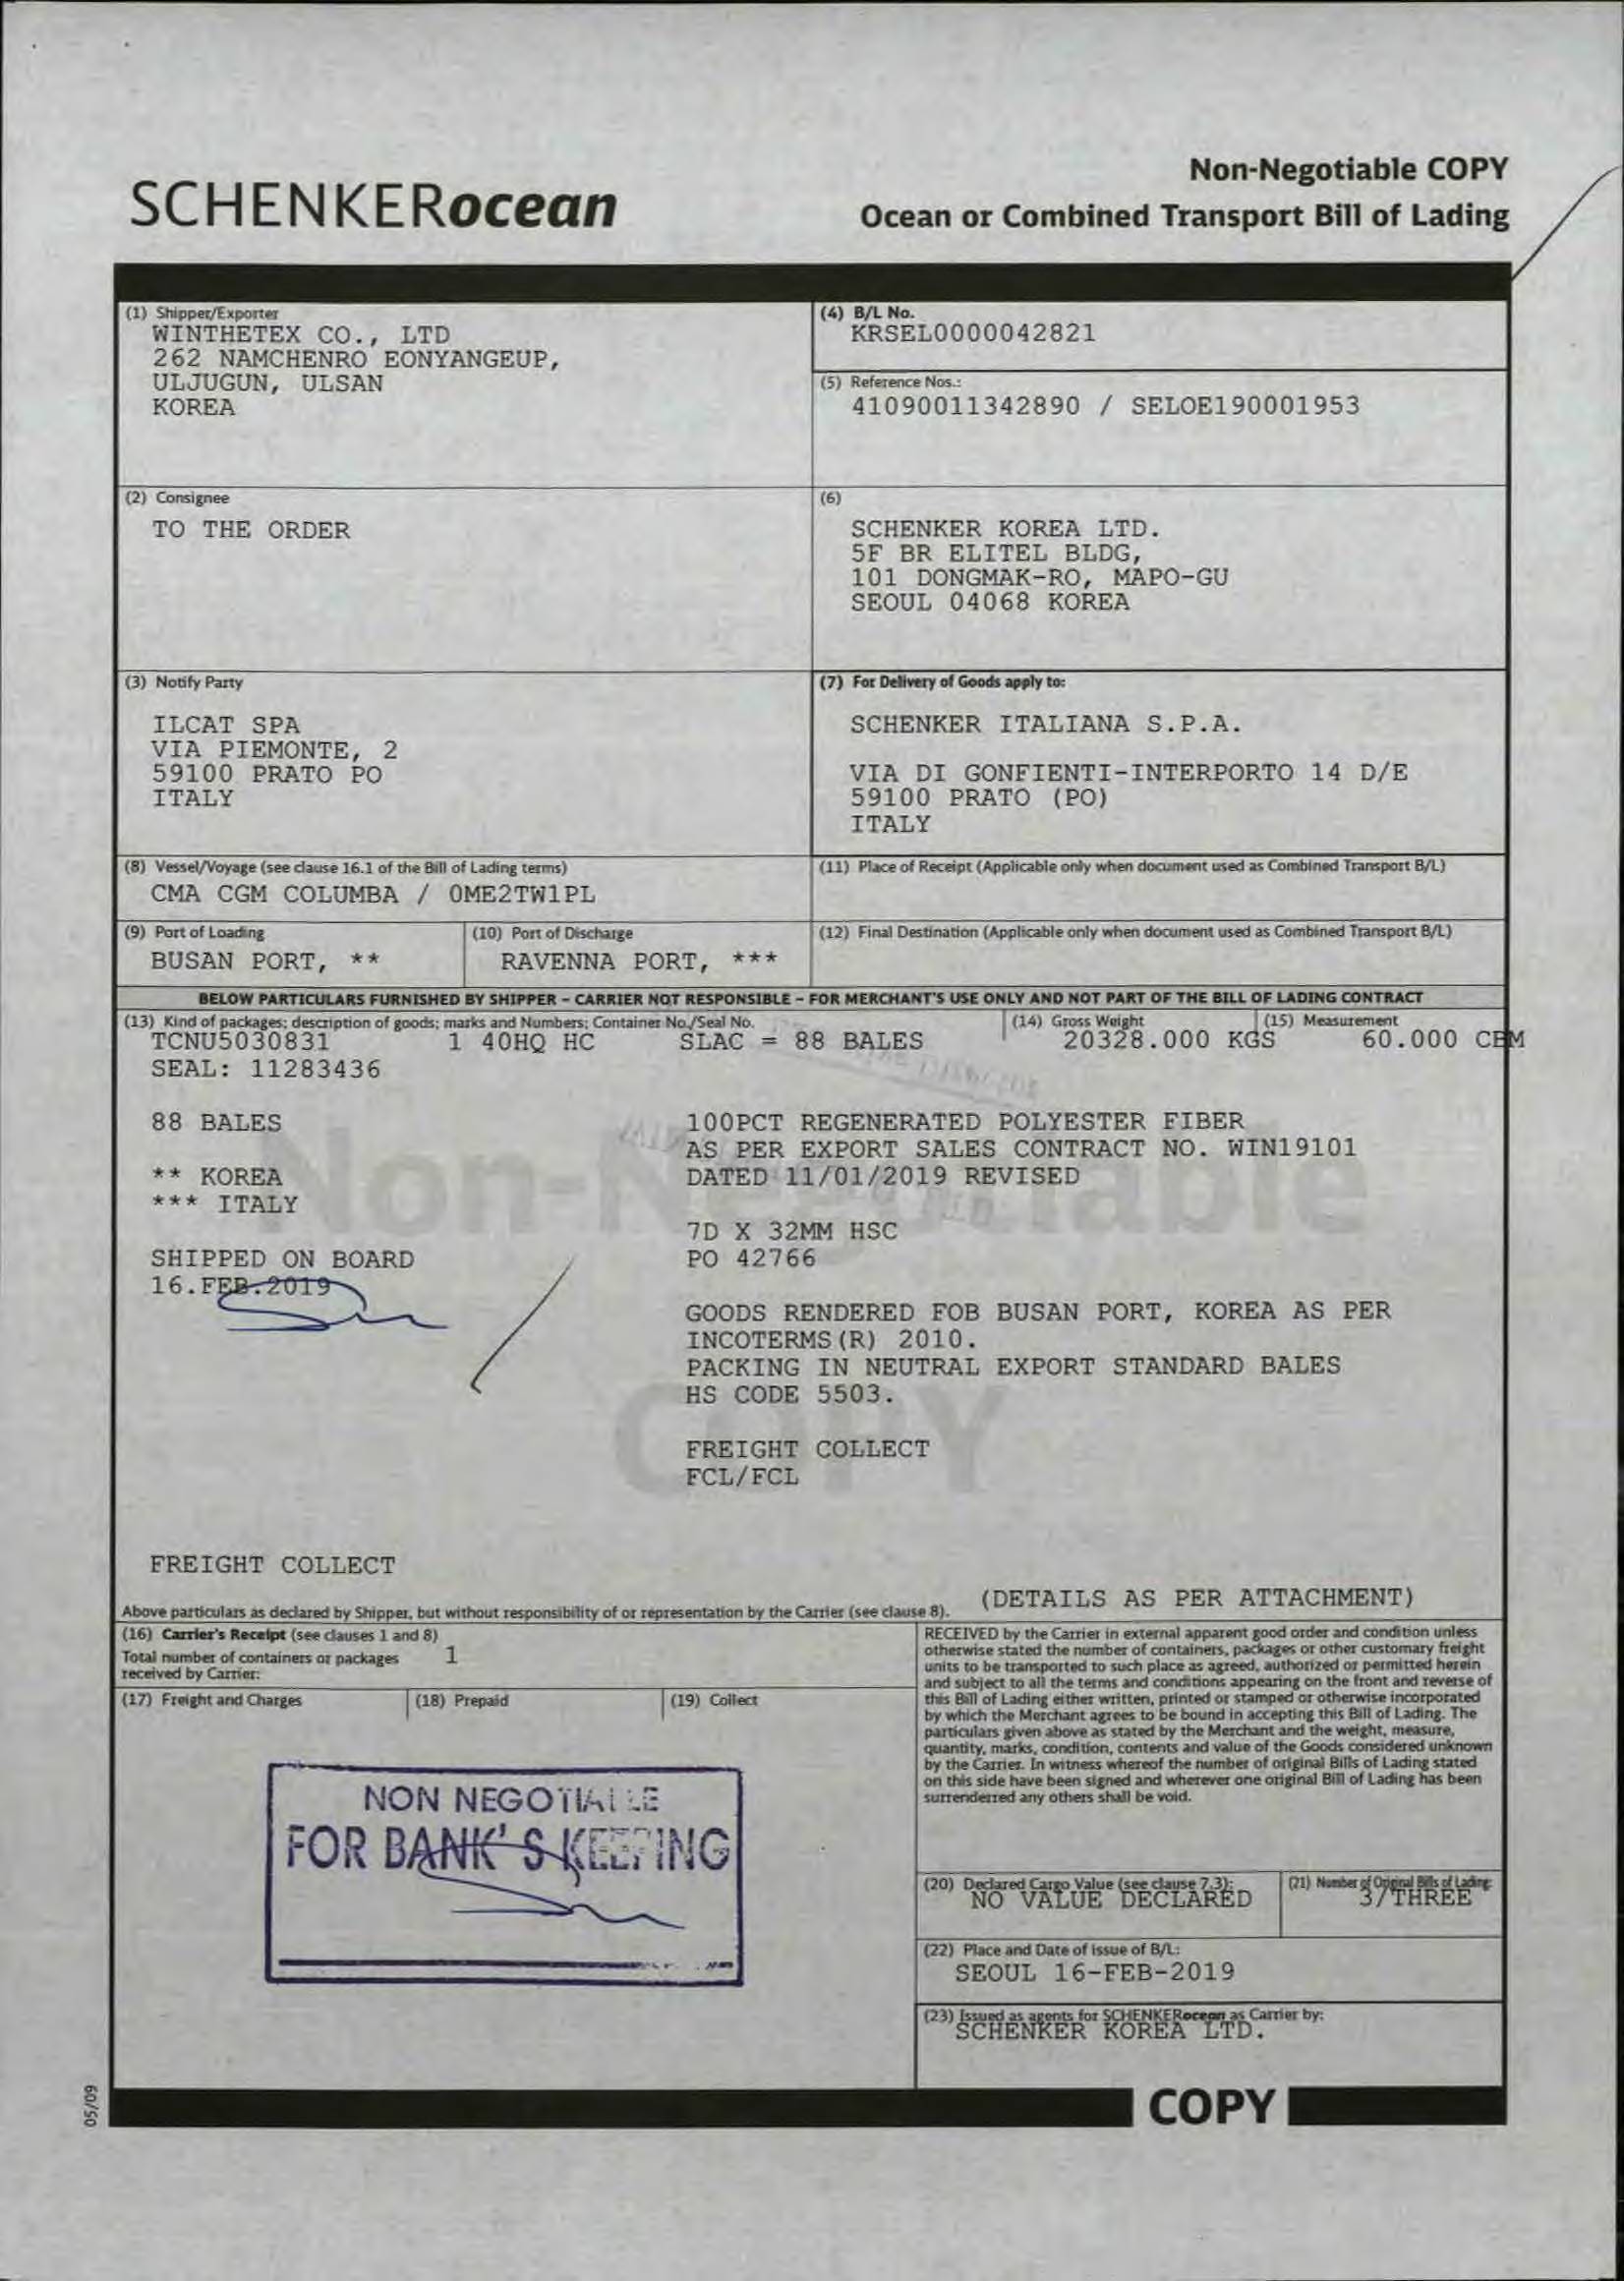 Non-Negotiable COPY
SCHENKERocean
Ocean or Combined Transport Bill of Lading
(1) Shipper/Exporter
WINTHETEX CO., LTD
262 NAMCHENRO EONYANGEUP,
ULJUGUN, ULSAN
KOREA
(4) B/L No.
KRSEL0000042821
(5) Reference Nos.:
41090011342890 / SELOE190001953
(2) Consignee
TO THE ORDER
(6)
SCHENKER KOREA LTD.
5F BR ELITEL BLDG,
101 DONGMAK-RO, MAPO-GU
SEOUL 04068 KOREA
(3) Notify Party
ILCAT SPA
VIA PIEMONTE, 2
59100 PRATO PO
ITALY
(7) For Delivery of Goods apply to:
SCHENKER ITALIANA S.P.A.
VIA DI GONFIENTI-INTERPORTO 14 D/E
59100 PRATO (PO)
ITALY
(8) Vessel/Voyage (see clause 16.1 of the Bill of Lading terms)
CMA CGM COLUMBA / 0ME2TW1PL
(11) Place of Receipt (Applicable only when document used as Combined Transport B/L)
(9) Port of Loading
BUSAN PORT, **
(10) Port of Discharge
RAVENNA PORT, ***
(12) Final Destination (Applicable only when document used as Combined Transport B/L)
BELOW PARTICULARS FURNISHED BY SHIPPER - CARRIER NOT RESPONSIBLE - FOR MERCHANT'S USE ONLY AND NOT PART OF THE BILL OF LADING CONTRACT
(13) Kind of packages; description of goods; marks and Numbers; Container No./Seal No.
(14) Gross Weight
(15) Measurement
TCNU5030831 1 40HQ HC SLAC = 88 BALES 20328.000 KGS 60.000 CBM
SEAL: 11283436
88 BALES
** KOREA
*** ITALY
SHIPPED ON BOARD
16.FEB.2019
100PCT REGENERATED POLYESTER FIBER
AS PER EXPORT SALES CONTRACT NO. WIN19101
DATED 11/01/2019 REVISED
7D X 32MM HSC
PO 42766
GOODS RENDERED FOB BUSAN PORT, KOREA AS PER
INCOTERMS(R) 2010.
PACKING IN NEUTRAL EXPORT STANDARD BALES
HS CODE 5503.
FREIGHT COLLECT
FCL/FCL
Non-Negotiable
COPY
FREIGHT COLLECT
(DETAILS AS PER ATTACHMENT)
Above particulars as declared by Shipper, but without responsibility of or representation by the Carrier (see clause 8).
(16) Carrier's Receipt (see clauses 1 and 8)
Total number of containers or packages 1
received by Carrier:
(17) Freight and Charges
(18) Prepaid
(19) Collect
NON NEGOTIABLE
FOR BANK'S KEEPING
RECEIVED by the Carrier in external apparent good order and condition unless
otherwise stated the number of containers, packages or other customary freight
units to be transported to such place as agreed, authorized or permitted herein
and subject to all the terms and conditions appearing on the front and reverse of
this Bill of Lading either written, printed or stamped or otherwise incorporated
by which the Merchant agrees to be bound in accepting this Bill of Lading. The
particulars given above as stated by the Merchant and the weight, measure,
quantity, marks, condition, contents and value of the Goods considered unknown
by the Carrier. In witness whereof the number of original Bills of Lading stated
on this side have been signed and wherever one original Bill of Lading has been
surrenderred any others shall be void.
(20) Declared Cargo Value (see clause 7.3):
NO VALUE DECLARED
(21) Number of Original Bills of Lading:
3/THREE
(22) Place and Date of issue of B/L:
SEOUL 16-FEB-2019
(23) Issued as agents for SCHENKERocean as Carrier by:
SCHENKER KOREA LTD.
COPY
05/09